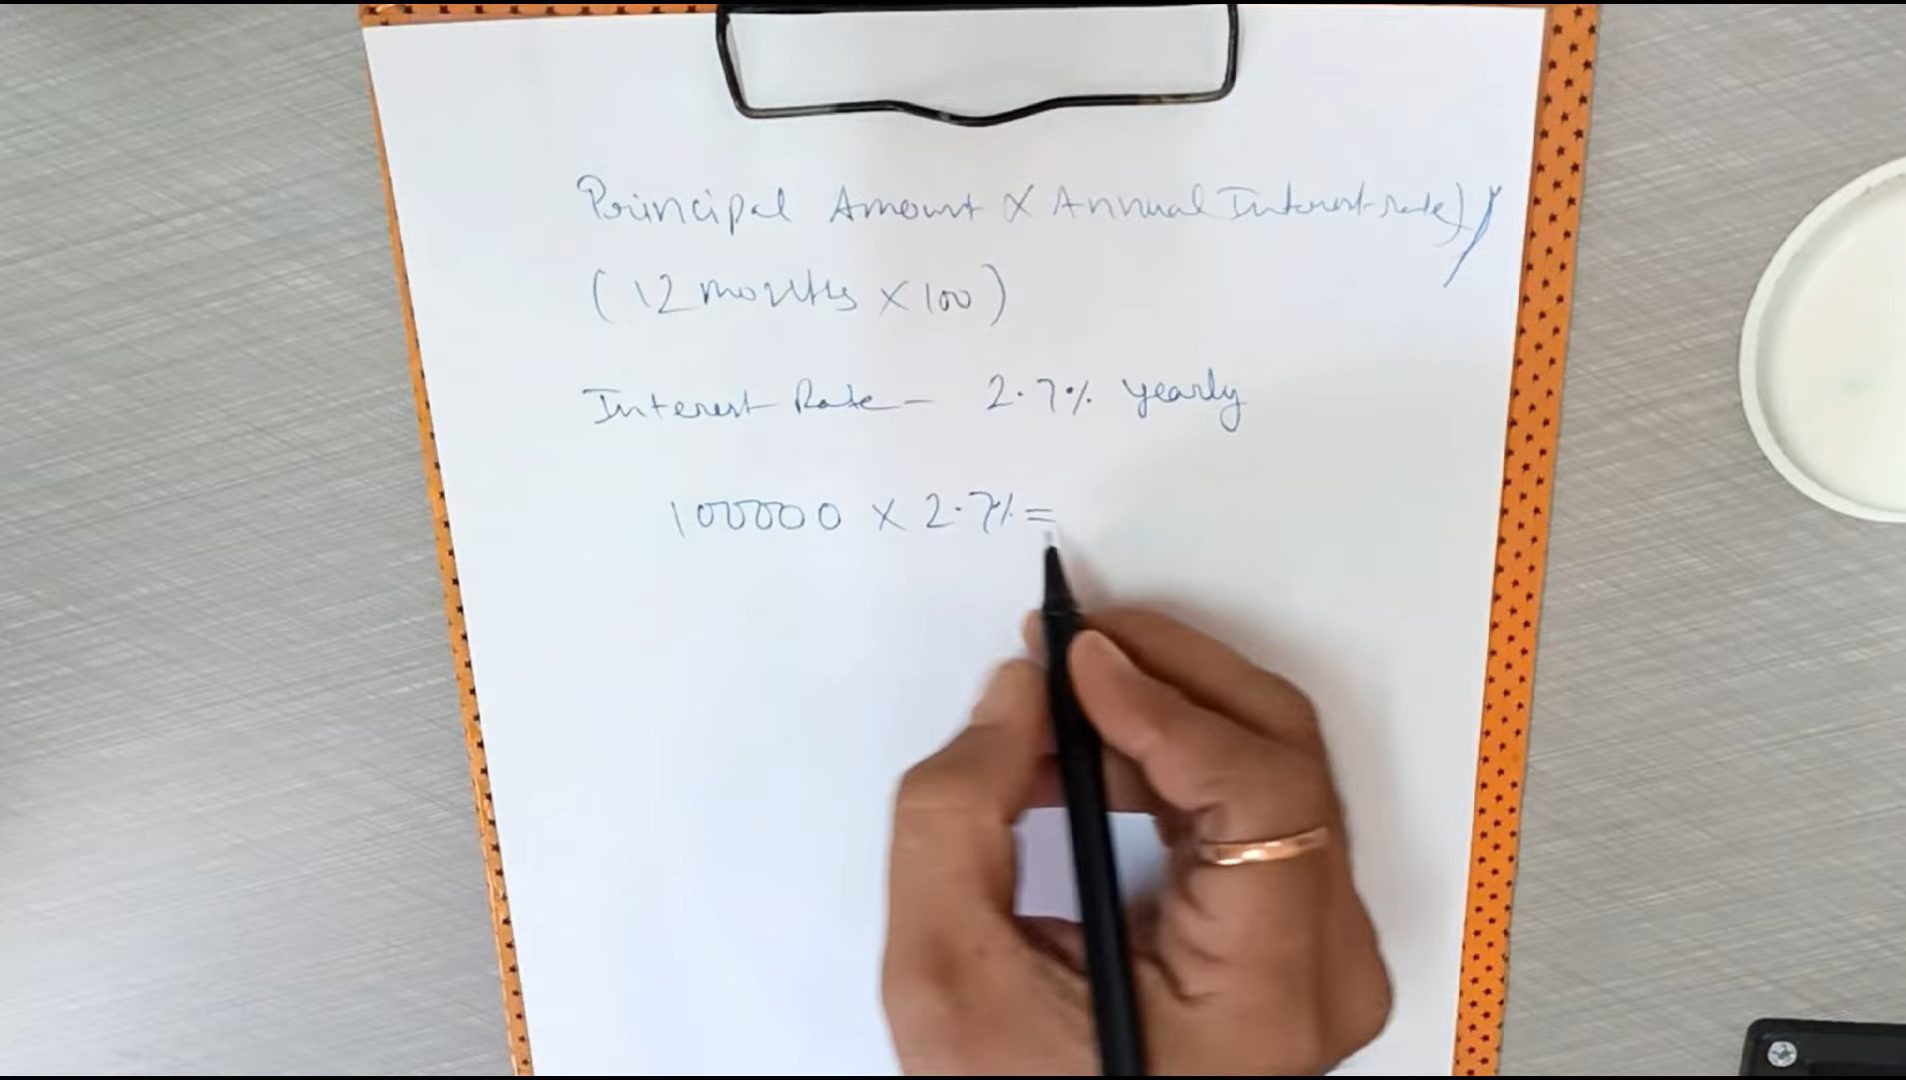 Principal Amount X Annual Interest rate) /
(12 months X 100)
Interest Rate - 2.7% yearly
100000 X 2.7% =